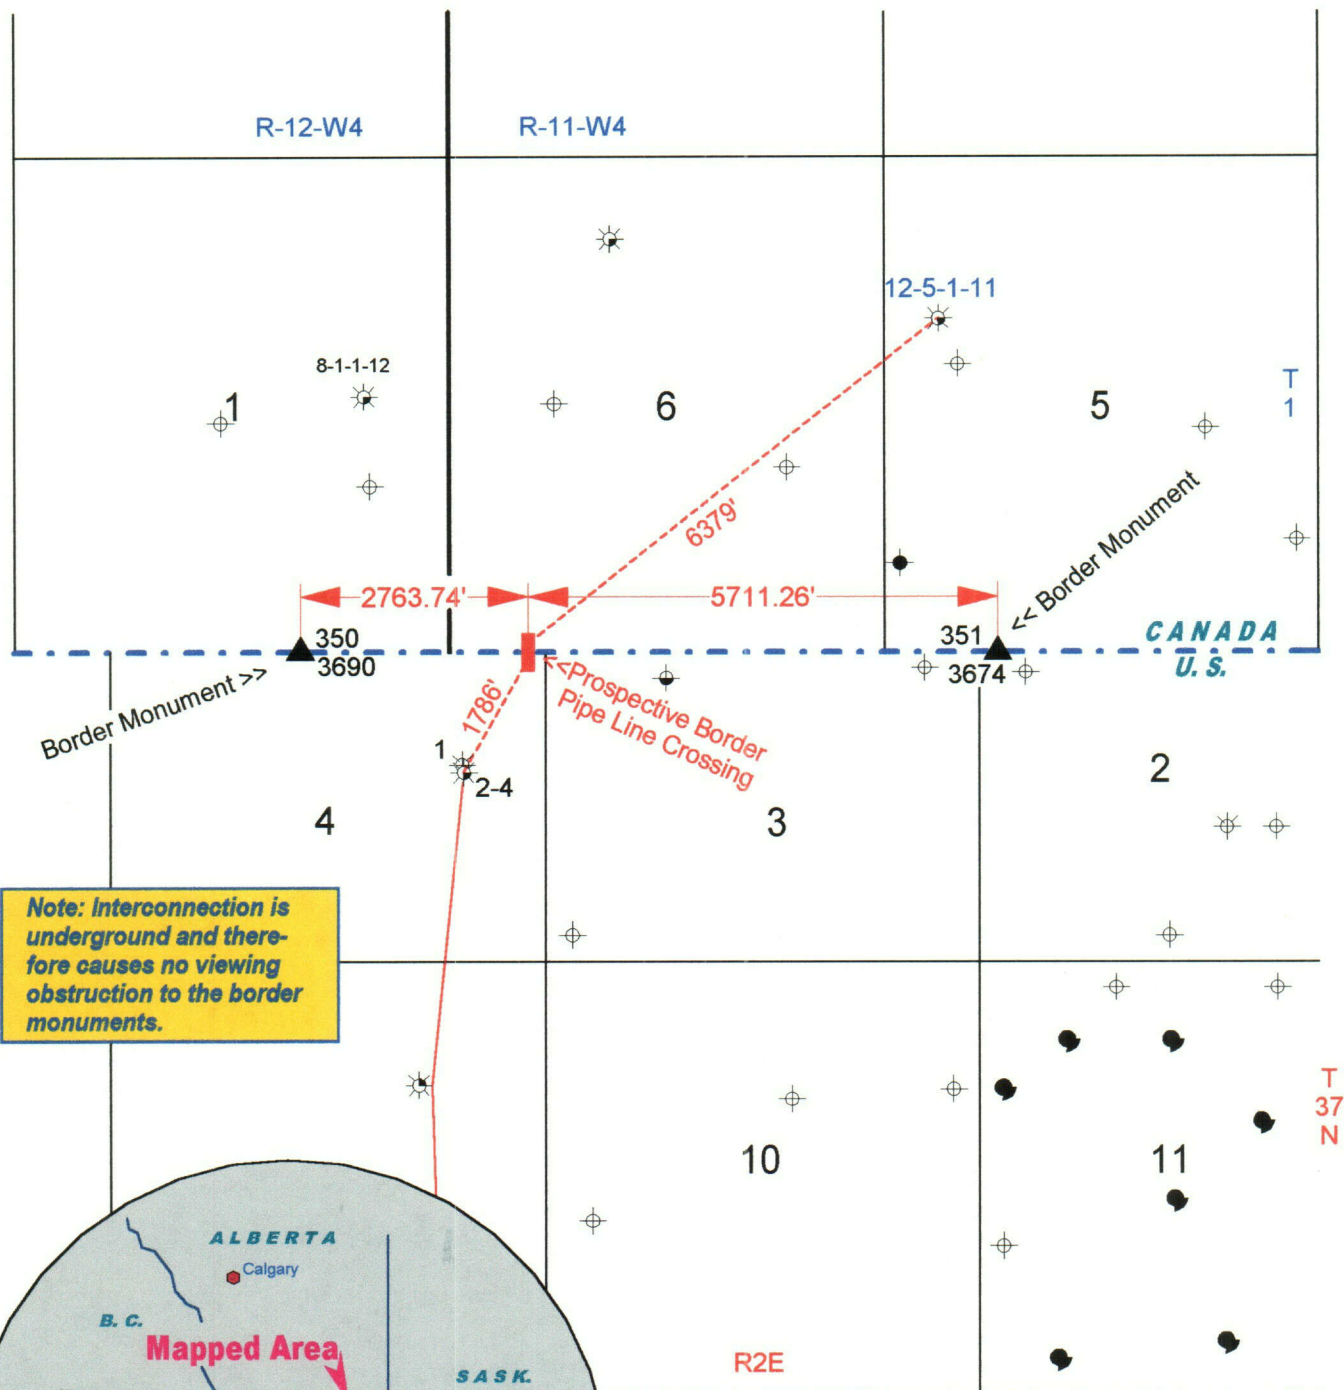 R-12-W4
R-11-W4
12-5-1-11
8-1-1-12
1
6
5
T
1
6379'
<< Border Monument
2763.74'
5711.26'
350
3690
351
3674
CANADA
U. S.
Border Monument >>
1786'
<<Prospective Border
Pipe Line Crossing
1
2-4
4
3
2
Note: Interconnection is
underground and there-
fore causes no viewing
obstruction to the border
monuments.
T
37
N
10
11
ALBERTA
Calgary
B. C.
Mapped Area
SASK.
R2E